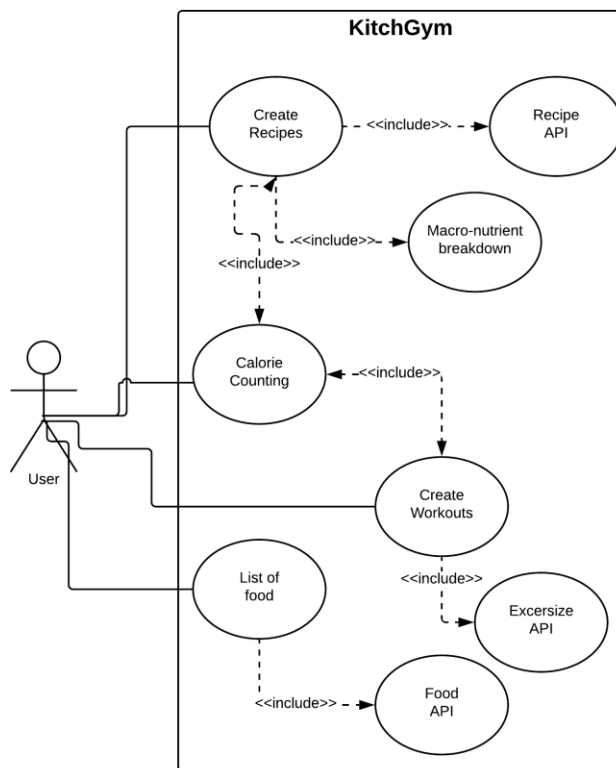 KitchGym
Create
Recipes
<<include>>
Recipe
API
<<include>>
Macro-nutrient
breakdown
<<include>>
Calorie
Counting
<<include>>
User
Create
Workouts
List of
food
<<include>>
Excersize
API
<<include>>
Food
API